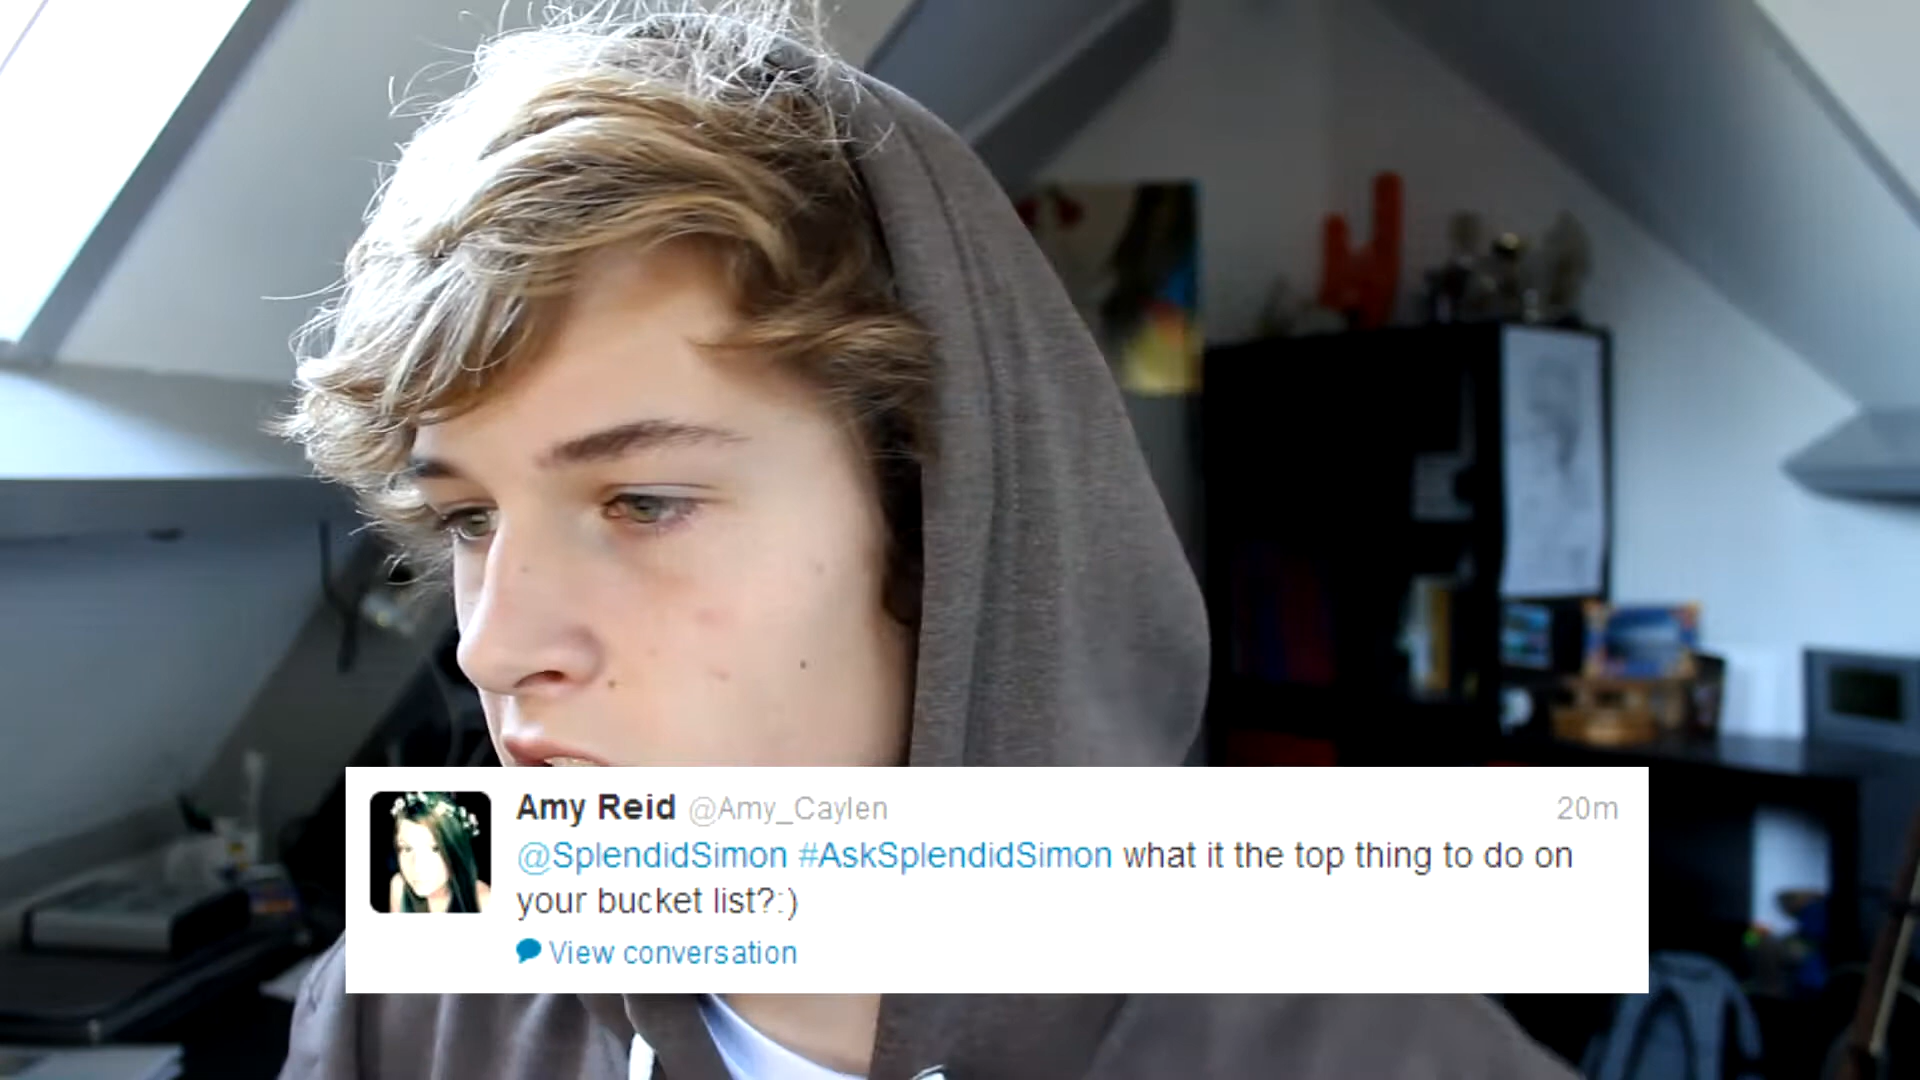 Amy Reid @Amy_Caylen 20m
@SplendidSimon #AskSplendidSimon what it the top thing to do on
your bucket list?:)
View conversation